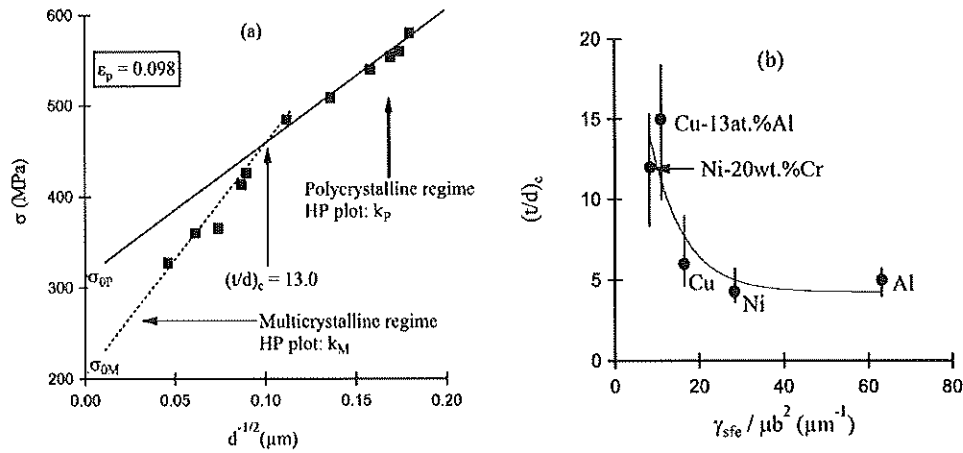 (a)
ε_p = 0.098
600
500
400
300
200
σ (MPa)
σ_0P
σ_0M
Polycrystalline regime
HP plot: k_P
(t/d)_c = 13.0
Multicrystalline regime
HP plot: k_M
0.00 0.05 0.10 0.15 0.20
d^-1/2 (μm)
(b)
20
15
10
5
0
(t/d)_c
Cu-13at.%Al
Ni-20wt.%Cr
Cu
Ni
Al
0 20 40 60 80
γ_sfe / μb² (μm⁻¹)